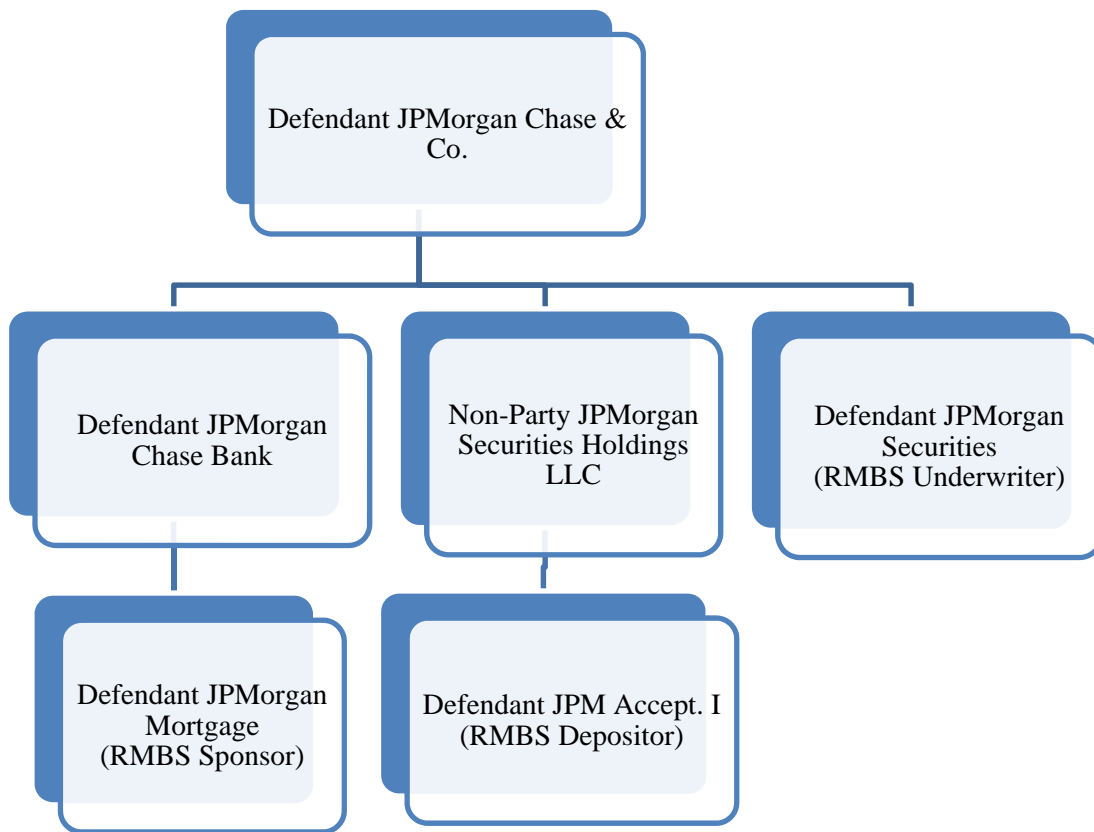 Defendant JPMorgan Chase &
Co.
Defendant JPMorgan
Chase Bank
Non-Party JPMorgan
Securities Holdings
LLC
Defendant JPMorgan
Securities
(RMBS Underwriter)
Defendant JPMorgan
Mortgage
(RMBS Sponsor)
Defendant JPM Accept. I
(RMBS Depositor)